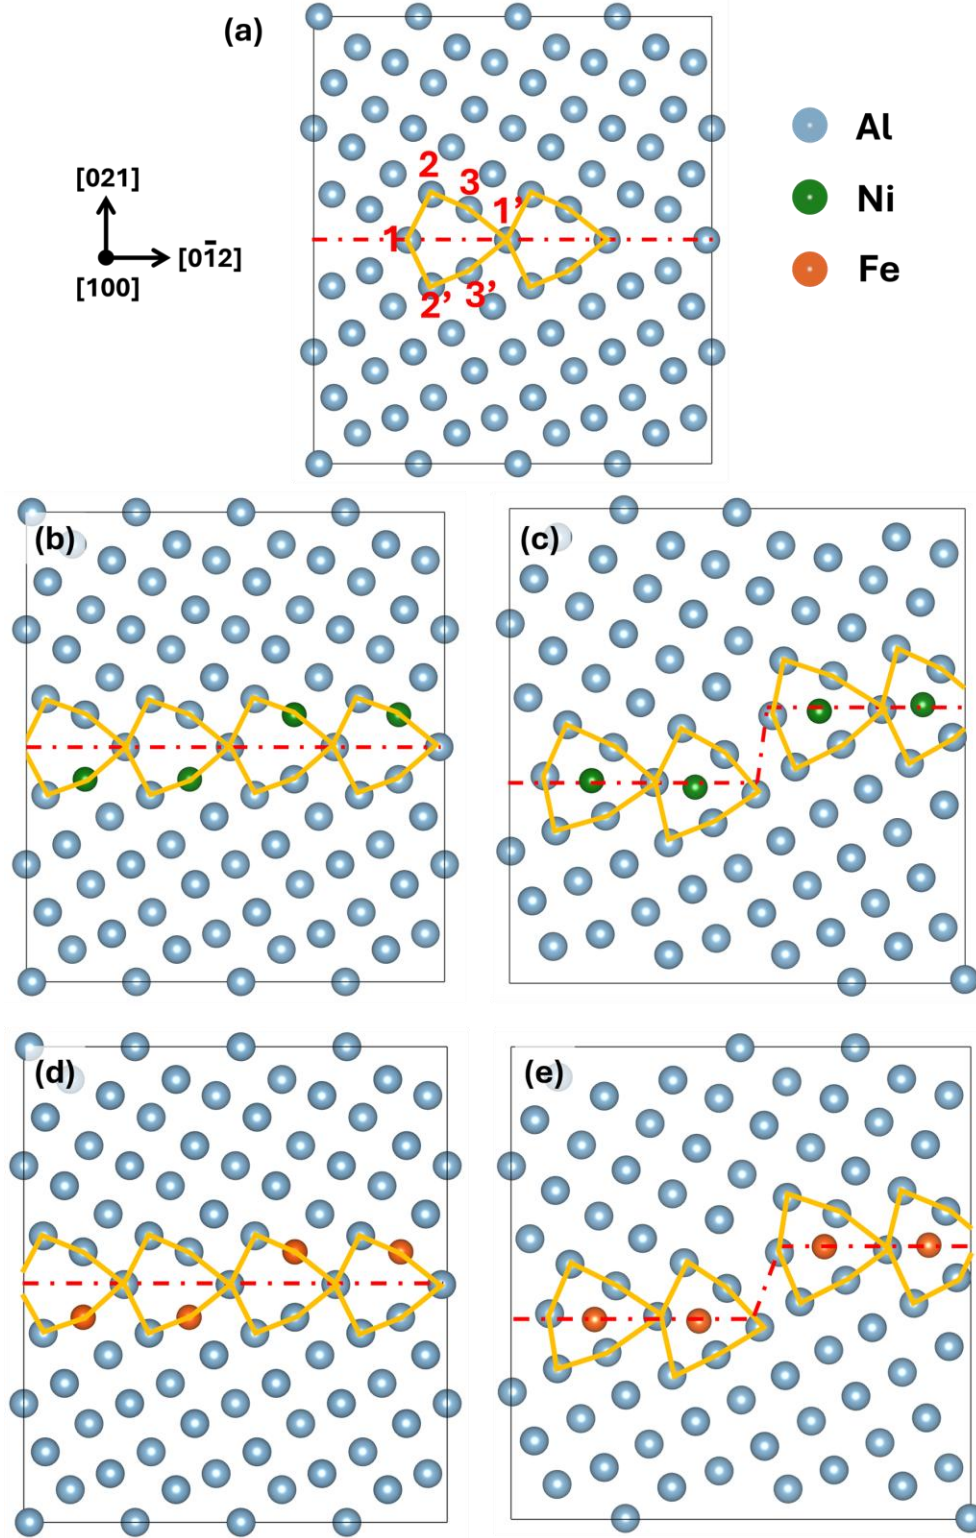 (a)
Al
Ni
Fe
[021]
[01̄2]
[100]
2
3
1'
1
2'
3'
(b)
(c)
(d)
(e)